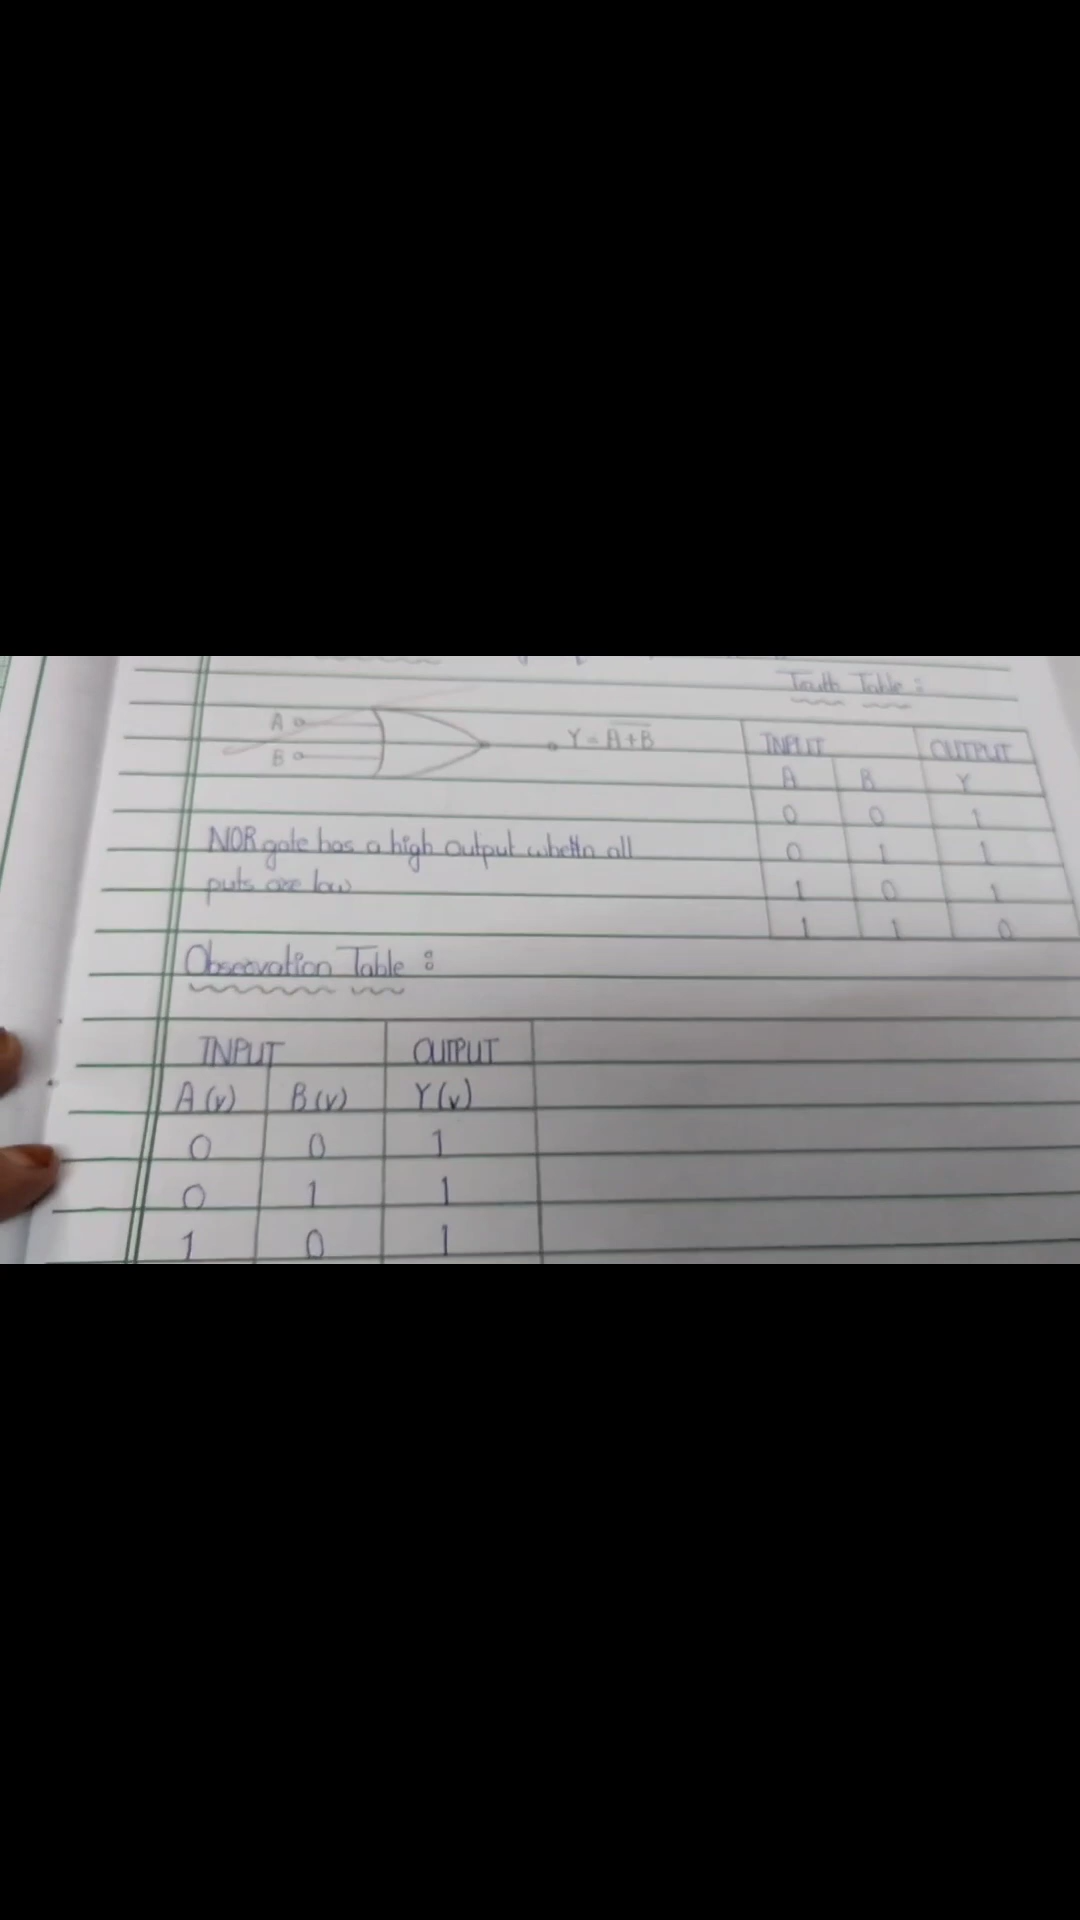 Truth Table :
A
B
Y = A+B
INPUT OUTPUT
A B Y
0 0 1
0 1 1
1 0 1
1 1 0
NOR gate has a high output all
puts are low
Observation Table :
INPUT OUTPUT
A (v) B (v) Y (v)
0 0 1
0 1 1
1 0 1